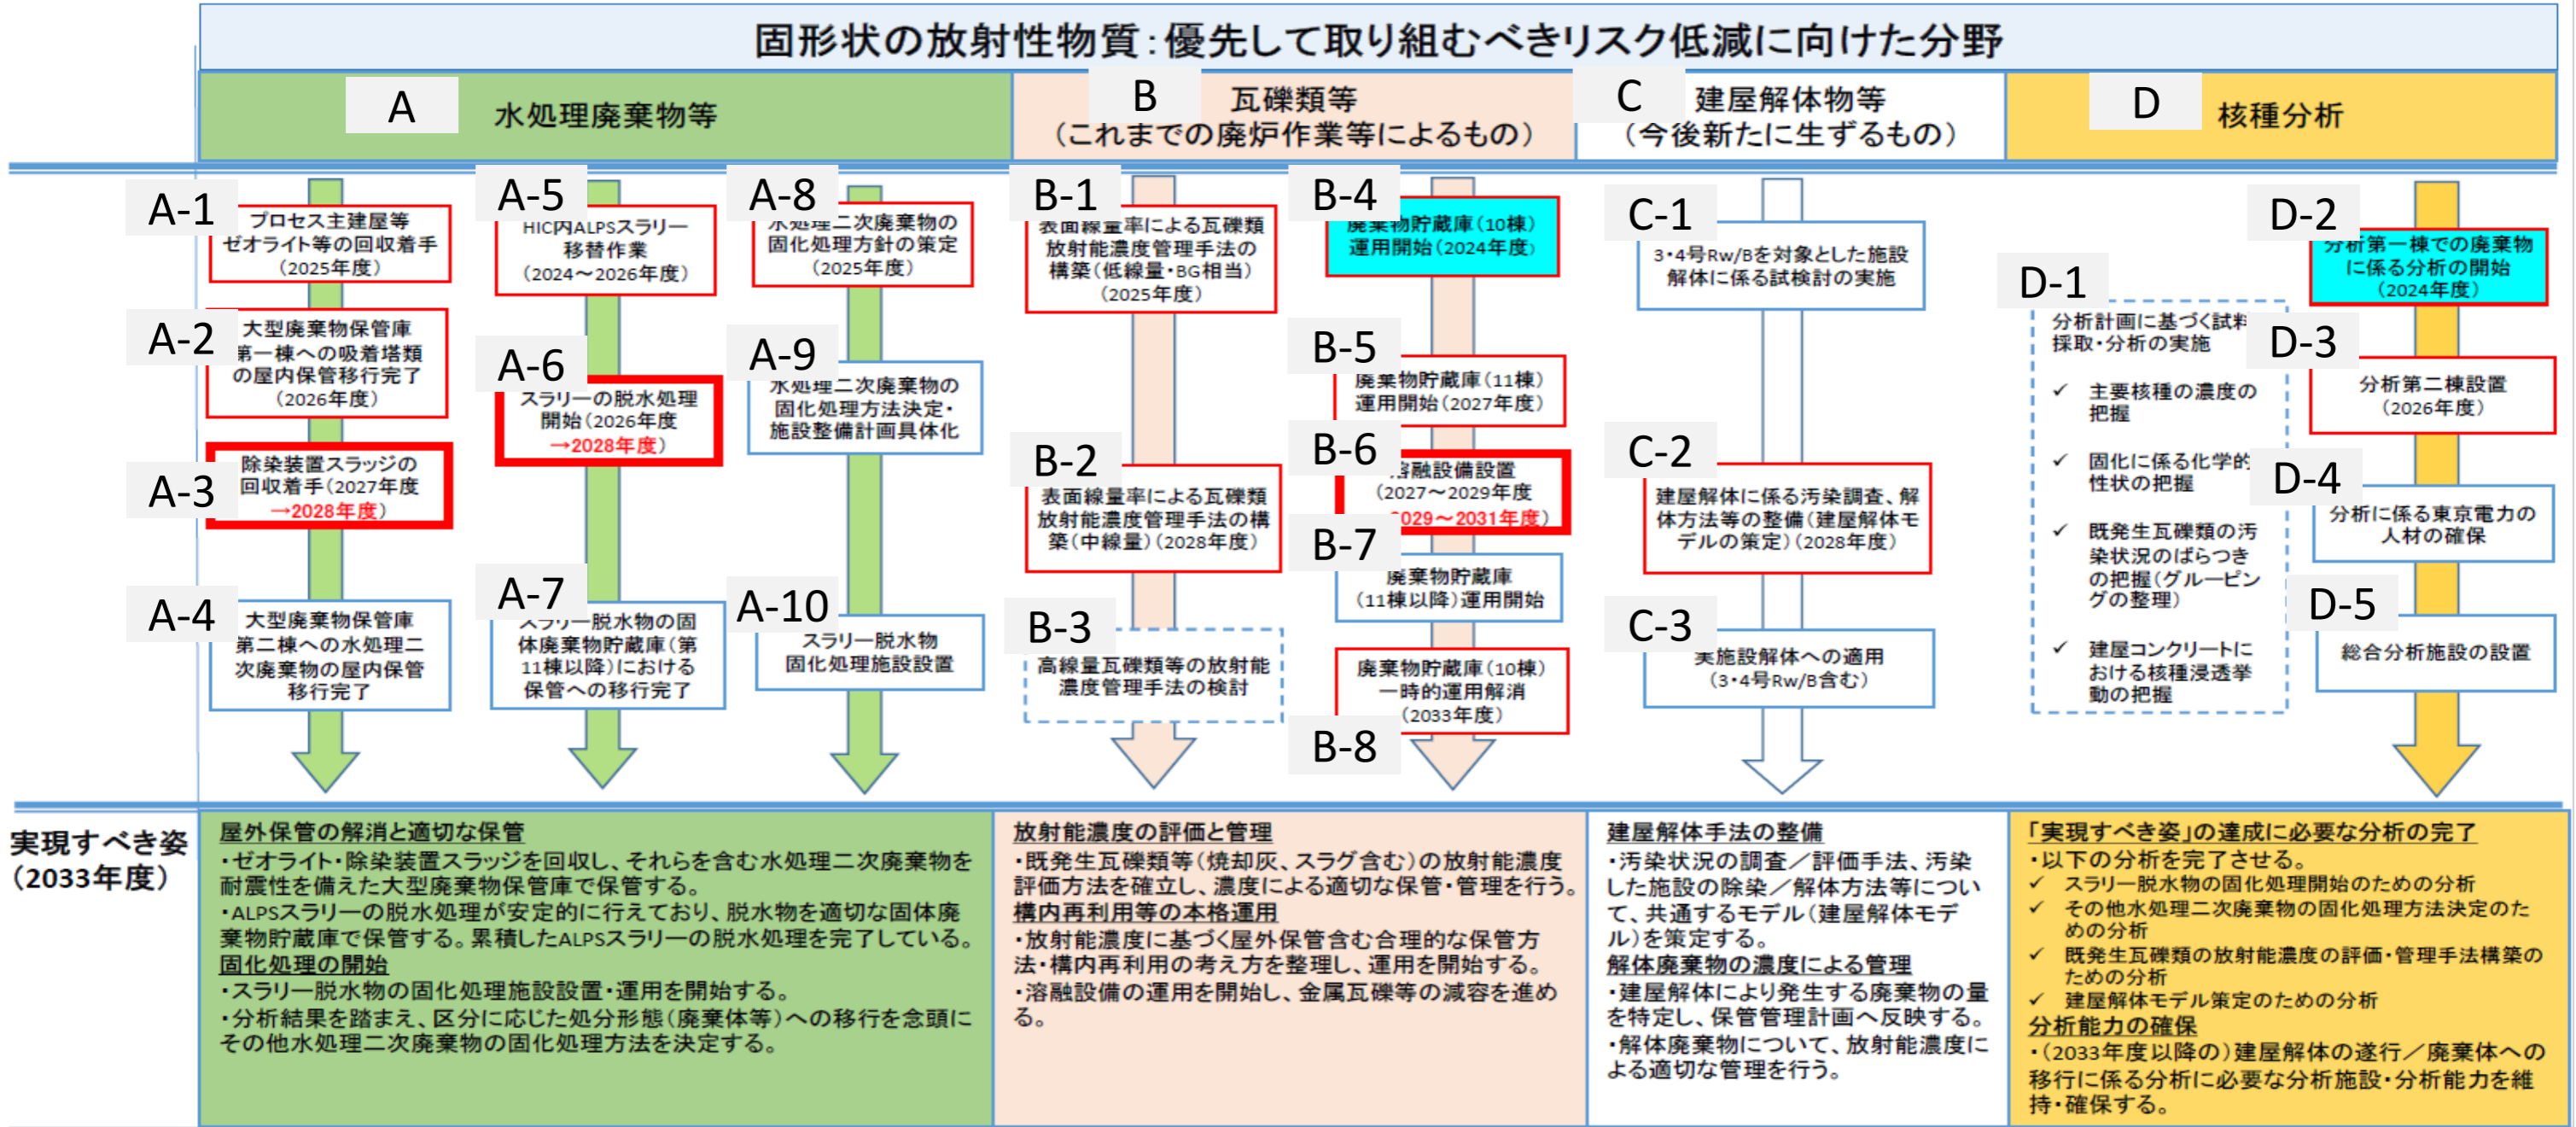 固形状の放射性物質：優先して取り組むべきリスク低減に向けた分野
A
水処理廃棄物等
B
瓦礫類等
（これまでの廃炉作業等によるもの）
C
建屋解体物等
（今後新たに生ずるもの）
D
核種分析
A-1
プロセス主建屋等
ゼオライト等の回収着手
（2025年度）
A-2
大型廃棄物保管庫
第一棟への吸着塔類
の屋内保管移行完了
（2026年度）
A-3
除染装置スラッジの
回収着手（2027年度
→2028年度）
A-4
大型廃棄物保管庫
第二棟への水処理二
次廃棄物の屋内保管
移行完了
A-5
HIC内ALPSスラリー
移替作業
（2024～2026年度）
A-6
スラリーの脱水処理
開始（2026年度
→2028年度）
A-7
スラリー脱水物の固
体廃棄物貯蔵庫（第
11棟以降）における
保管への移行完了
A-8
水処理二次廃棄物の
固化処理方針の策定
（2025年度）
A-9
水処理二次廃棄物の
固化処理方法決定・
施設整備計画具体化
A-10
スラリー脱水物
固化処理施設設置
B-1
表面線量率による瓦礫類
放射能濃度管理手法の
構築（低線量・BG相当）
（2025年度）
B-2
表面線量率による瓦礫類
放射能濃度管理手法の構
築（中線量）（2028年度）
B-3
高線量瓦礫類等の放射能
濃度管理手法の検討
B-4
廃棄物貯蔵庫（10棟）
運用開始（2024年度）
B-5
廃棄物貯蔵庫（11棟）
運用開始（2027年度）
B-6
溶融設備設置
（2027～2029年度
029～2031年度）
B-7
廃棄物貯蔵庫
（11棟以降）運用開始
廃棄物貯蔵庫（10棟）
一時的運用解消
（2033年度）
B-8
C-1
3・4号Rw/Bを対象とした施設
解体に係る試検討の実施
C-2
建屋解体に係る汚染調査、解
体方法等の整備（建屋解体モ
デルの策定）（2028年度）
C-3
実施設解体への適用
（3・4号Rw/B含む）
D-1
分析計画に基づく試料
採取・分析の実施
✓ 主要核種の濃度の
把握
✓ 固化に係る化学的
性状の把握
✓ 既発生瓦礫類の汚
染状況のばらつき
の把握（グルーピン
グの整理）
✓ 建屋コンクリートに
おける核種浸透挙
動の把握
D-2
分析第一棟での廃棄物
に係る分析の開始
（2024年度）
D-3
分析第二棟設置
（2026年度）
D-4
分析に係る東京電力の
人材の確保
D-5
総合分析施設の設置
実現すべき姿
（2033年度）
屋外保管の解消と適切な保管
・ゼオライト・除染装置スラッジを回収し、それらを含む水処理二次廃棄物を
耐震性を備えた大型廃棄物保管庫で保管する。
・ALPSスラリーの脱水処理が安定的に行えており、脱水物を適切な固体廃
棄物貯蔵庫で保管する。累積したALPSスラリーの脱水処理を完了している。
固化処理の開始
・スラリー脱水物の固化処理施設設置・運用を開始する。
・分析結果を踏まえ、区分に応じた処分形態（廃棄体等）への移行を念頭に
その他水処理二次廃棄物の固化処理方法を決定する。
放射能濃度の評価と管理
・既発生瓦礫類等（焼却灰、スラグ含む）の放射能濃度
評価方法を確立し、濃度による適切な保管・管理を行う。
構内再利用等の本格運用
・放射能濃度に基づく屋外保管含む合理的な保管方
法・構内再利用の考え方を整理し、運用を開始する。
・溶融設備の運用を開始し、金属瓦礫等の減容を進め
る。
建屋解体手法の整備
・汚染状況の調査／評価手法、汚染
した施設の除染／解体方法等につい
て、共通するモデル（建屋解体モデ
ル）を策定する。
解体廃棄物の濃度による管理
・建屋解体により発生する廃棄物の量
を特定し、保管管理計画へ反映する。
・解体廃棄物について、放射能濃度に
よる適切な管理を行う。
「実現すべき姿」の達成に必要な分析の完了
・以下の分析を完了させる。
✓ スラリー脱水物の固化処理開始のための分析
✓ その他水処理二次廃棄物の固化処理方法決定のた
めの分析
✓ 既発生瓦礫類の放射能濃度の評価・管理手法構築の
ための分析
✓ 建屋解体モデル策定のための分析
分析能力の確保
・（2033年度以降の）建屋解体の遂行／廃棄体への
移行に係る分析に必要な分析施設・分析能力を維
持・確保する。